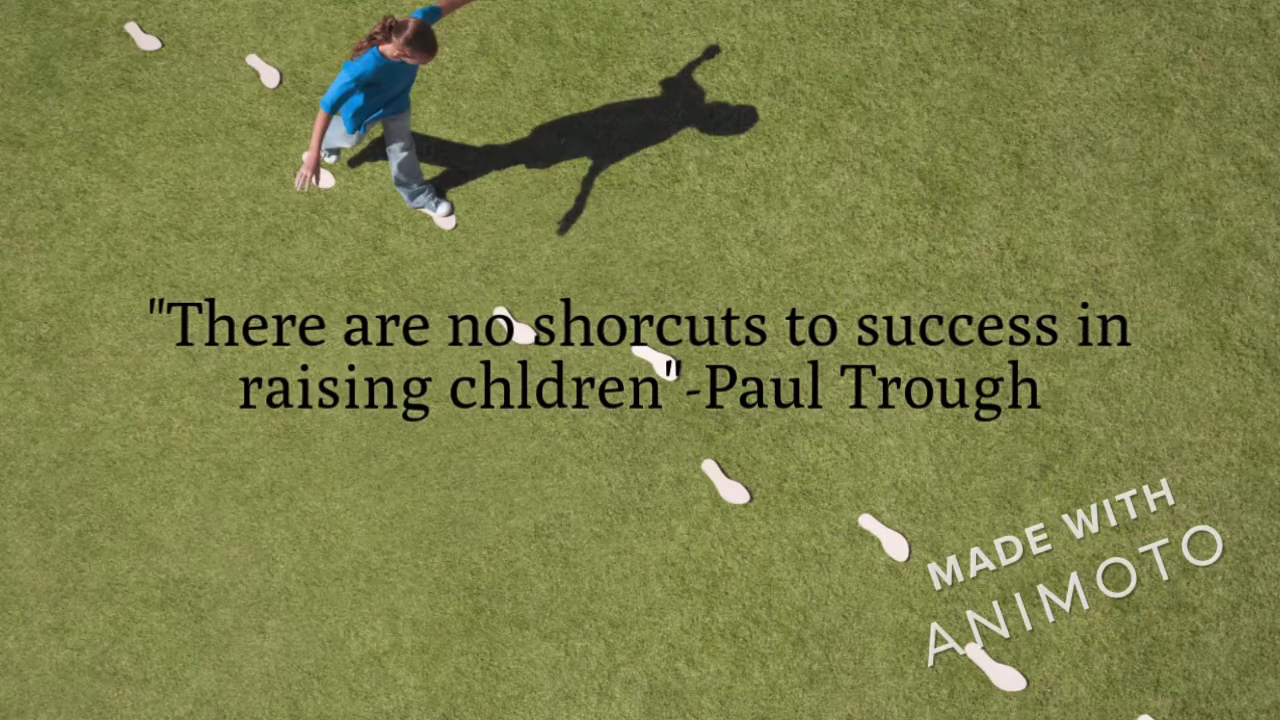 "There are no shorcuts to success in
raising chldren" -Paul Trough
MADE WITH
ANIMOTO